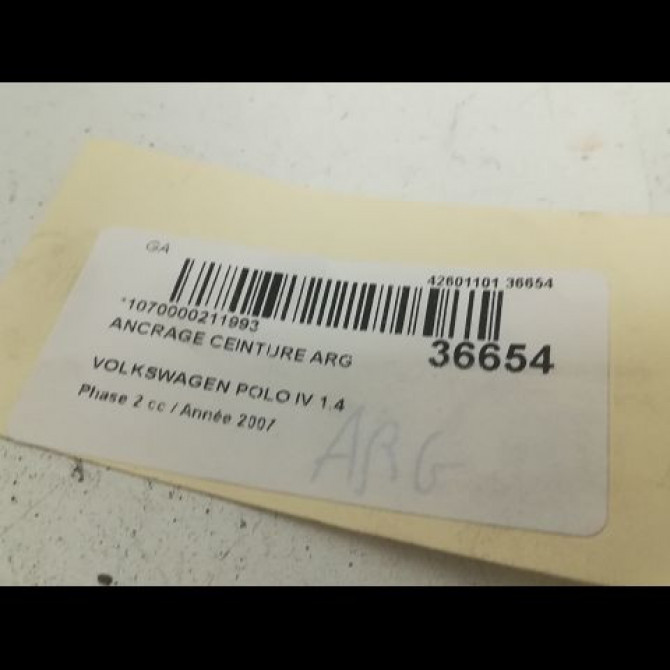 GA
42601101 36654
*1070000211993
ANCRAGE CEINTURE ARG
36654
VOLKSWAGEN POLO IV 1.4
Phase 2 cc / Année 2007
ARG